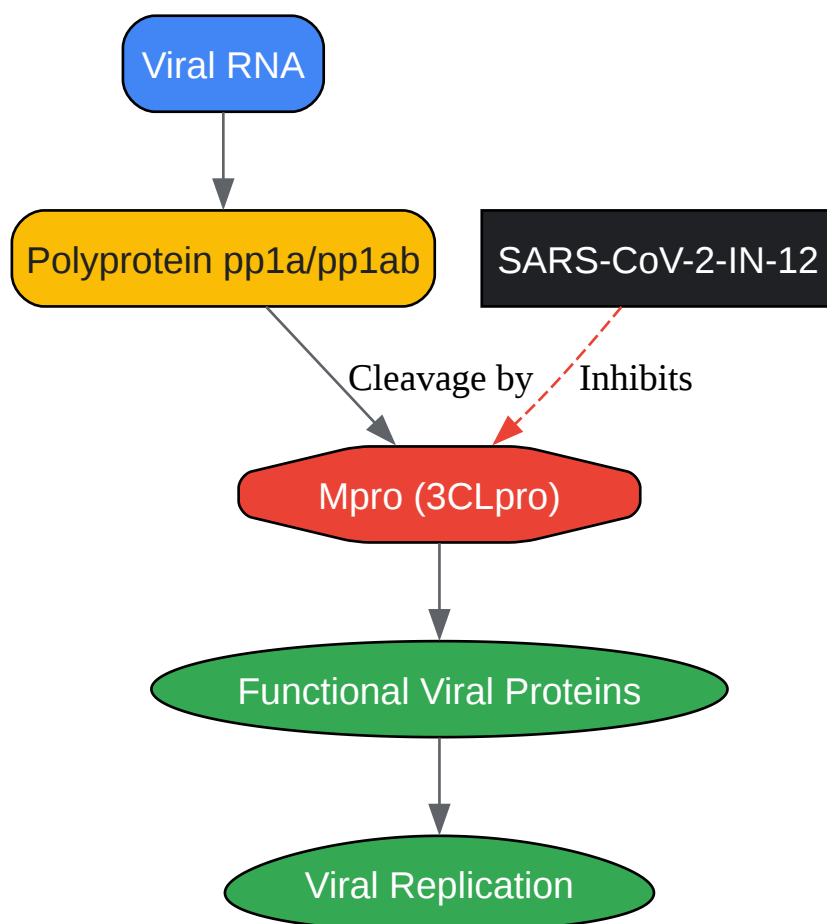 Viral RNA
Polyprotein pp1a/pp1ab
SARS-CoV-2-IN-12
Cleavage by
Inhibits
Mpro (3CLpro)
Functional Viral Proteins
Viral Replication